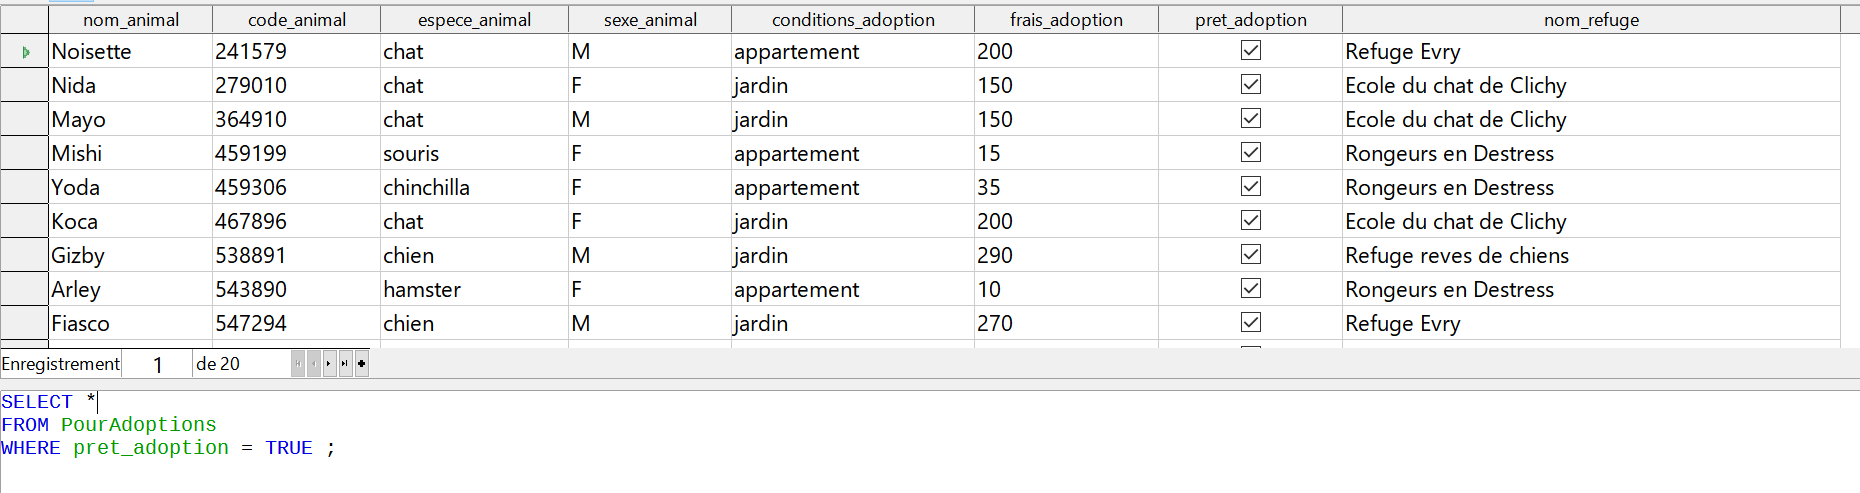 nom_animal code_animal espece_animal sexe_animal conditions_adoption frais_adoption pret_adoption nom_refuge
Noisette 241579 chat M appartement 200 Refuge Evry
Nida 279010 chat F jardin 150 Ecole du chat de Clichy
Mayo 364910 chat M jardin 150 Ecole du chat de Clichy
Mishi 459199 souris F appartement 15 Rongeurs en Destress
Yoda 459306 chinchilla F appartement 35 Rongeurs en Destress
Koca 467896 chat F jardin 200 Ecole du chat de Clichy
Gizby 538891 chien M jardin 290 Refuge reves de chiens
Arley 543890 hamster F appartement 10 Rongeurs en Destress
Fiasco 547294 chien M jardin 270 Refuge Evry
Enregistrement 1 de 20
SELECT *
FROM PourAdoptions
WHERE pret_adoption = TRUE ;